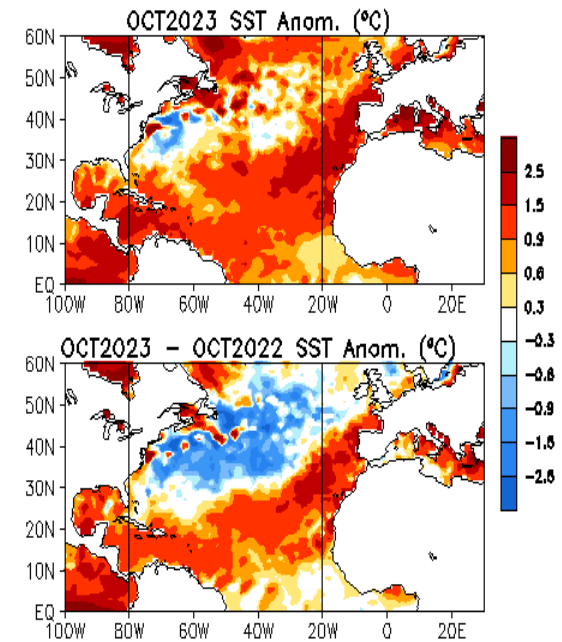 OCT2023 SST Anom. (°C)
60N
50N
40N
30N
20N
10N
EQ
100W 80W 60W 40W 20W 0 20E
2.5
1.5
0.9
0.6
0.3
-0.3
-0.6
-0.9
-1.5
-2.5
OCT2023 - OCT2022 SST Anom. (°C)
60N
50N
40N
30N
20N
10N
EQ
100W 80W 60W 40W 20W 0 20E